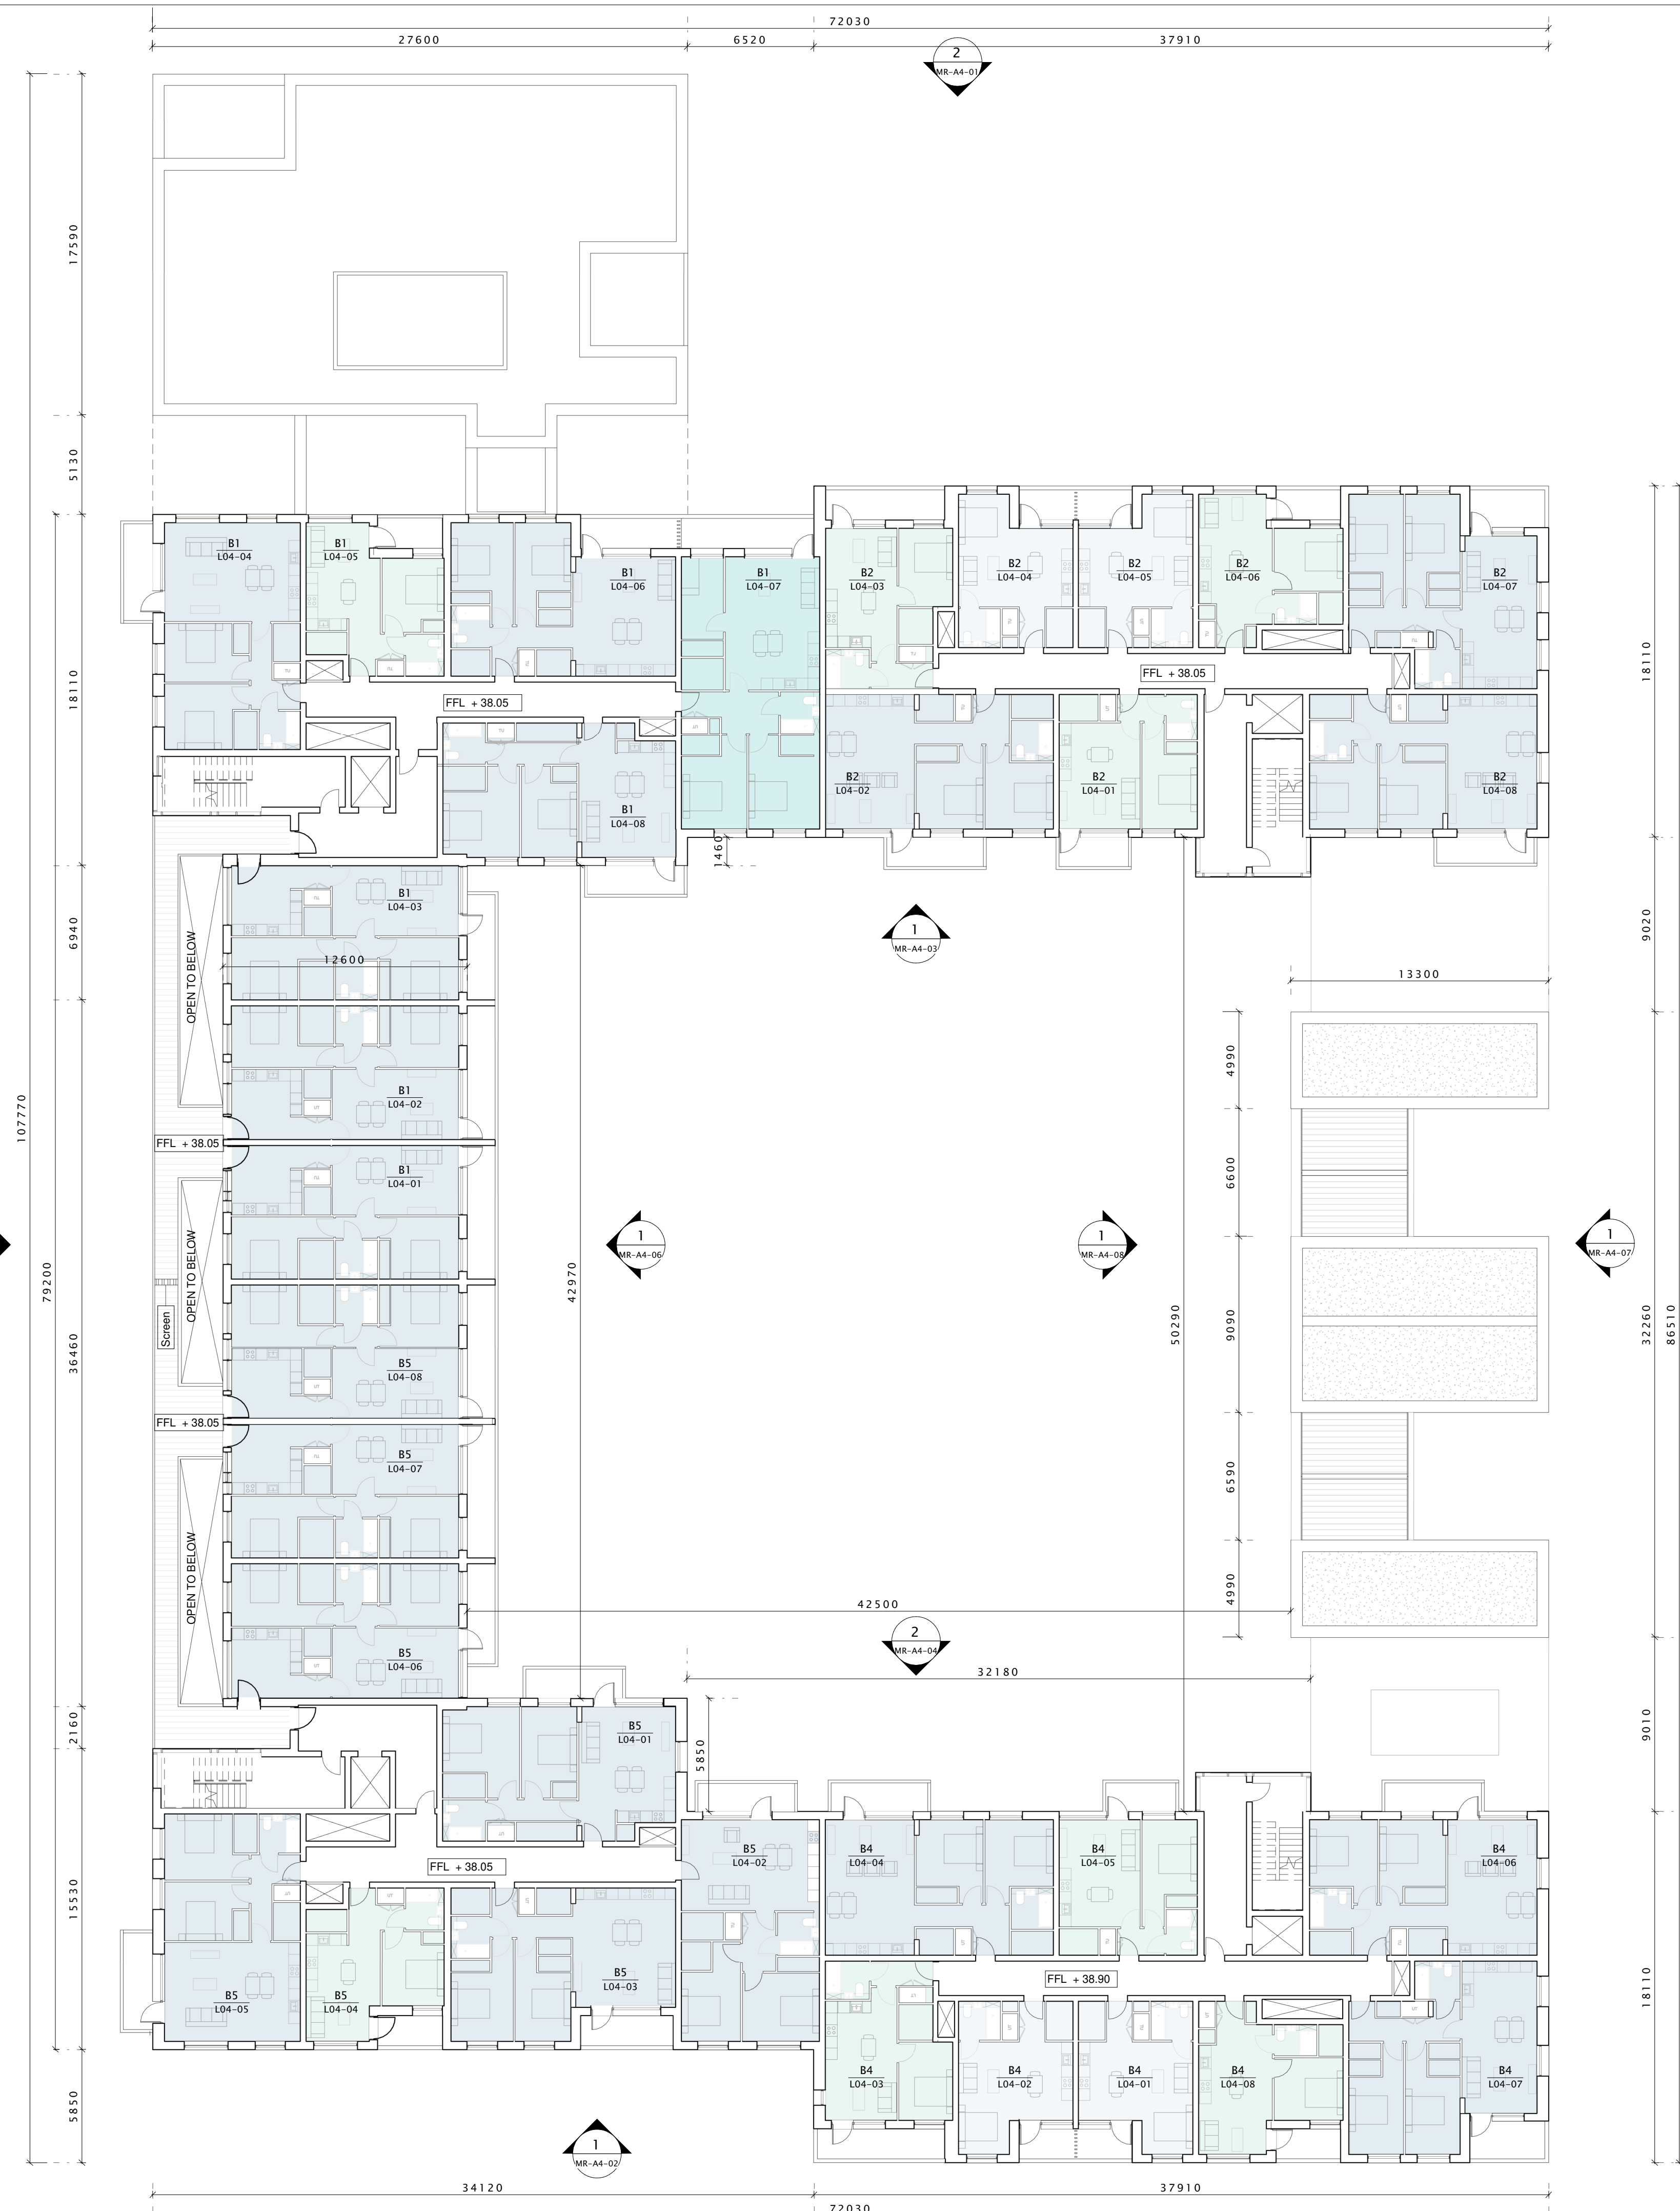 72030
27600
6520
37910
2
MR-A4-01
17590
5130
18110
107770
79200
B1
L04-04
B1
L04-05
B1
L04-06
B1
L04-07
B2
L04-03
B2
L04-04
B2
L04-05
B2
L04-06
B2
L04-07
FFL + 38.05
FFL + 38.05
18110
B1
L04-08
B2
L04-02
B2
L04-01
B2
L04-08
1460
B1
L04-03
OPEN TO BELOW
12600
6940
1
MR-A4-03
9020
13300
4990
B1
L04-02
FFL + 38.05
B1
L04-01
6600
OPEN TO BELOW
Screen
1
MR-A4-06
1
MR-A4-08
1
MR-A4-07
42970
50290
9090
32260
86510
36460
B5
L04-08
FFL + 38.05
B5
L04-07
6590
OPEN TO BELOW
4990
42500
2
MR-A4-04
B5
L04-06
32180
2160
B5
L04-01
5850
9010
B5
L04-02
B4
L04-04
B4
L04-05
B4
L04-06
FFL + 38.05
15530
B5
L04-05
B5
L04-04
B5
L04-03
FFL + 38.90
18110
B4
L04-03
B4
L04-02
B4
L04-01
B4
L04-08
B4
L04-07
5850
1
MR-A4-02
34120
37910
72030